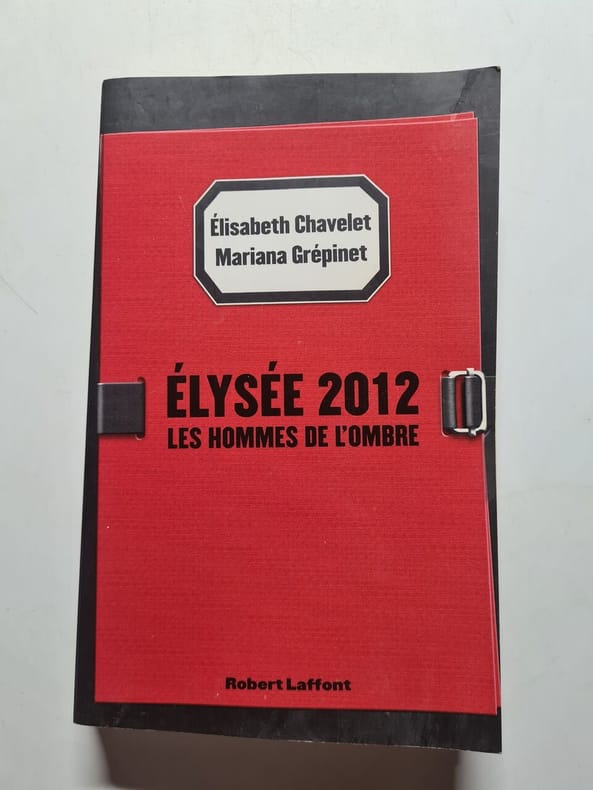 Élisabeth Chavelet
Mariana Grépinet
ÉLYSÉE 2012
LES HOMMES DE L'OMBRE
Robert Laffont